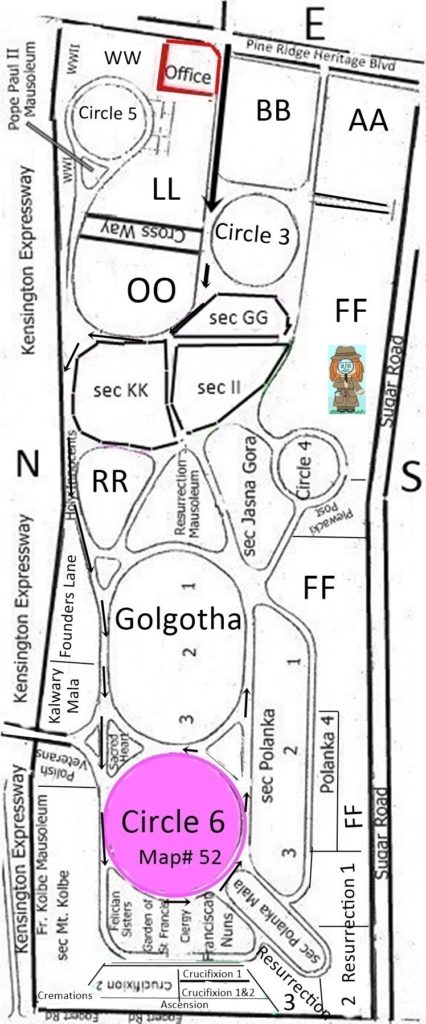 E
Pine Ridge Heritage Blvd
WWII
WW
Office
Pope Paul II
Mausoleum
Circle 5
BB
AA
WWI
LL
Cross Way
Circle 3
Kensington Expressway
OO
sec GG
FF
Sugar Road
sec KK
sec II
N
S
Holy Innocents
RR
Resurrection
Mausoleum
sec Jasna Gora
Circle 4
Post
Plewacki
FF
Kensington Expressway
Founders Lane
Golgotha
1
2
3
Kalwary
Mala
sec Polanka
1
2
3
Polanka 4
FF
Sacred
Heart
Polish
Veterans
Circle 6
Map# 52
Kensington Expressway
Fr. Kolbe Mausoleum
sec Mt. Kolbe
Sugar Road
Felician
Sisters
Garden of
St Francis
Clergy
Franciscan
Nuns
sec Polanka Mala
Resurrection 1
2
Resurrection
3
Crucifixion 2
Crucifixion 1
Cremations
Crucifixion 1&2
Ascension
Eggert Rd
Eggert Rd